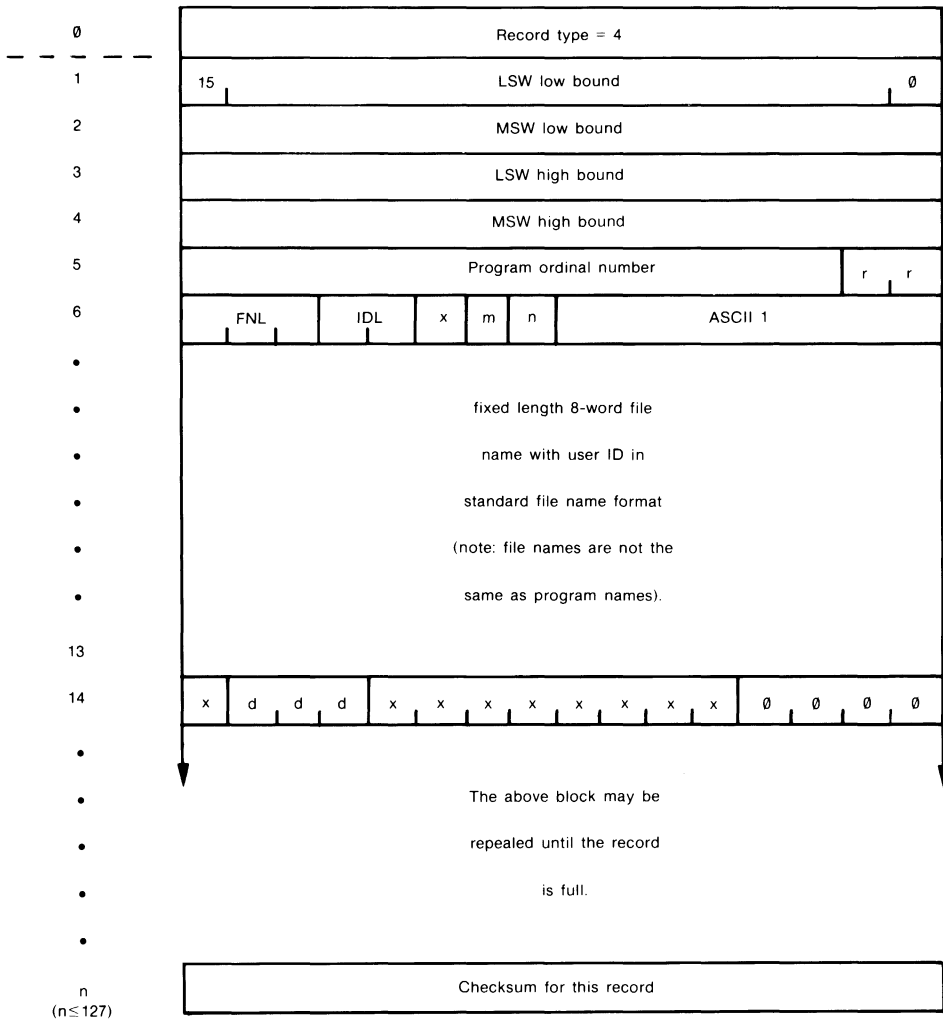 Ø Record type = 4
1 15 LSW low bound Ø
2 MSW low bound
3 LSW high bound
4 MSW high bound
5 Program ordinal number r r
6 FNL IDL x m n ASCII 1
fixed length 8-word file
name with user ID in
standard file name format
(note: file names are not the
same as program names).
13
14 x d d d x x x x x x x x Ø Ø Ø Ø
The above block may be
repealed until the record
is full.
n Checksum for this record
(n≤127)